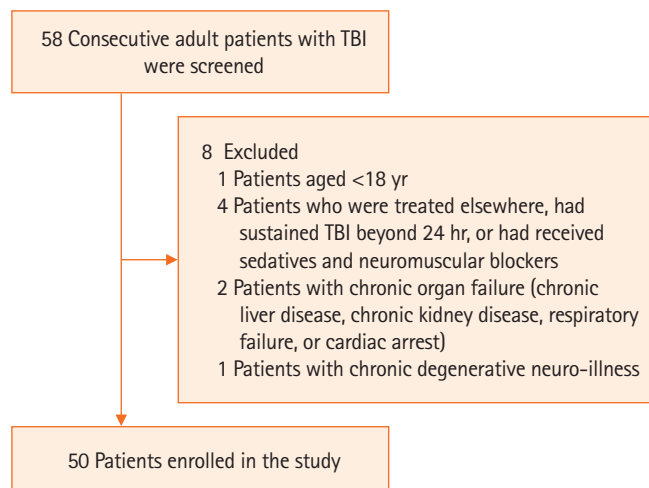 58 Consecutive adult patients with TBI
were screened
8 Excluded
1 Patients aged <18 yr
4 Patients who were treated elsewhere, had
sustained TBI beyond 24 hr, or had received
sedatives and neuromuscular blockers
2 Patients with chronic organ failure (chronic
liver disease, chronic kidney disease, respiratory
failure, or cardiac arrest)
1 Patients with chronic degenerative neuro-illness
50 Patients enrolled in the study